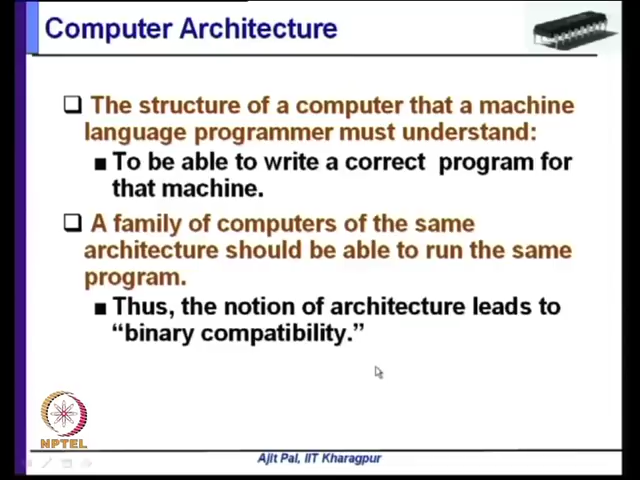 Computer Architecture
The structure of a computer that a machine
language programmer must understand:
To be able to write a correct program for
that machine.
A family of computers of the same
architecture should be able to run the same
program.
Thus, the notion of architecture leads to
“binary compatibility.”
NPTEL
Ajit Pal, IIT Kharagpur